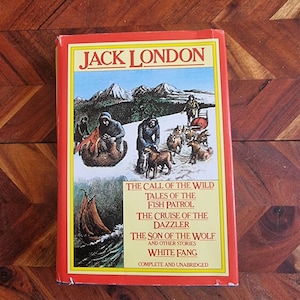 JACK LONDON
THE CALL OF THE WILD
TALES OF THE
FISH PATROL
THE CRUISE OF THE
DAZZLER
THE SON OF THE WOLF
AND OTHER STORIES
WHITE FANG
COMPLETE AND UNABRIDGED